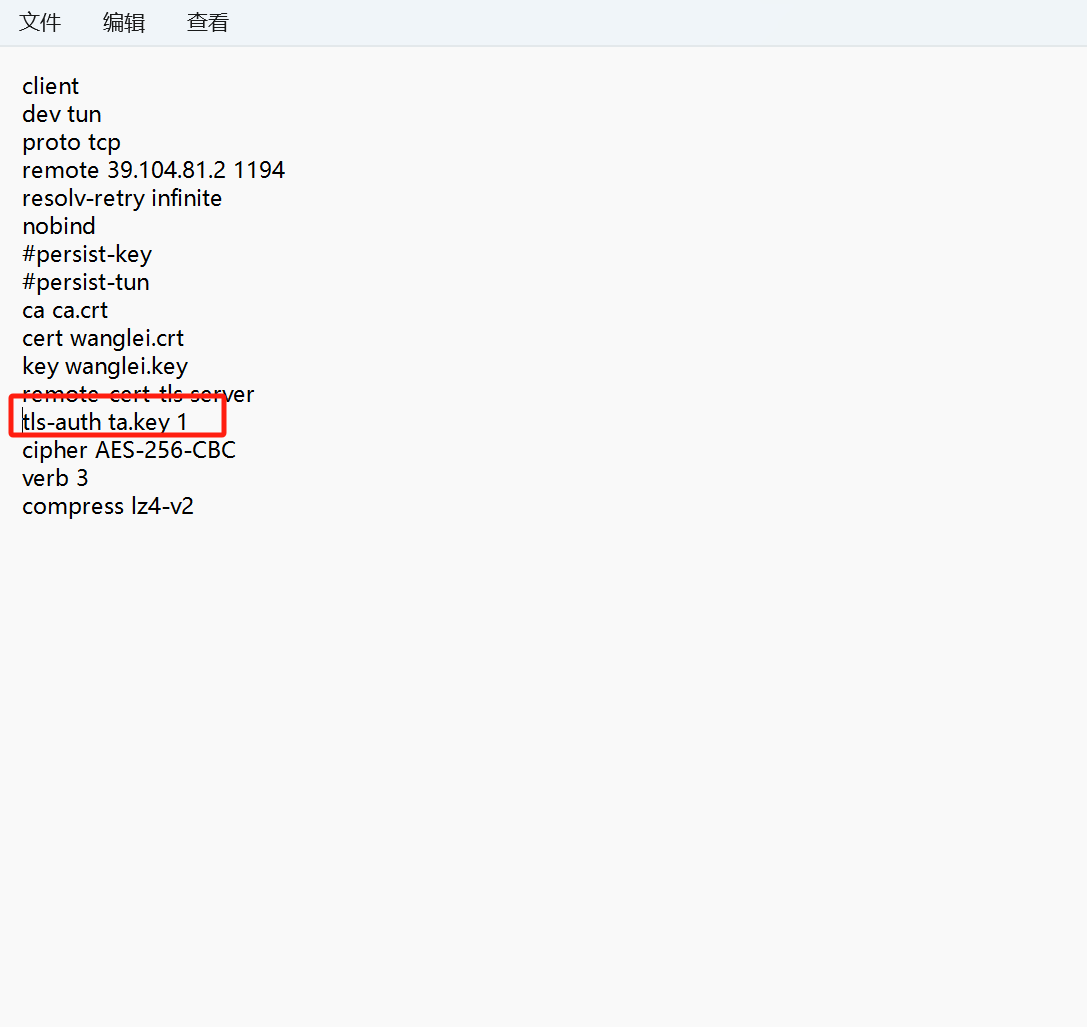 文件 编辑 查看
client
dev tun
proto tcp
remote 39.104.81.2 1194
resolv-retry infinite
nobind
#persist-key
#persist-tun
ca ca.crt
cert wanglei.crt
key wanglei.key
remote-cert-tls server
tls-auth ta.key 1
cipher AES-256-CBC
verb 3
compress lz4-v2